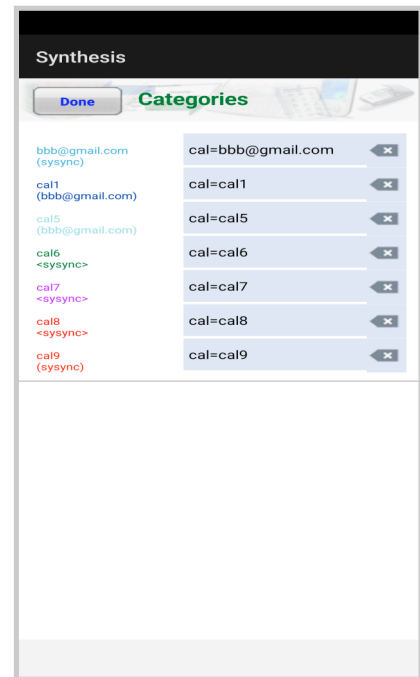 Synthesis
Done Categories
bbb@gmail.com cal=bbb@gmail.com
(sysync)
cal1 cal=cal1
(bbb@gmail.com)
cal5 cal=cal5
(bbb@gmail.com)
cal6 cal=cal6
<sysync>
cal7 cal=cal7
<sysync>
cal8 cal=cal8
<sysync>
cal9 cal=cal9
(sysync)